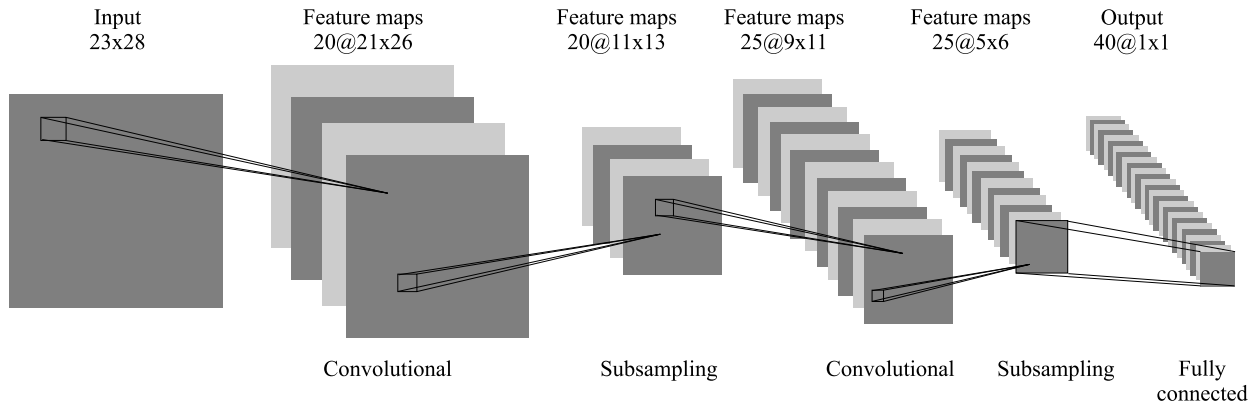 Input
23x28
Feature maps
20@21x26
Feature maps
20@11x13
Feature maps
25@9x11
Feature maps
25@5x6
Output
40@1x1
Convolutional
Subsampling
Convolutional
Subsampling
Fully
connected